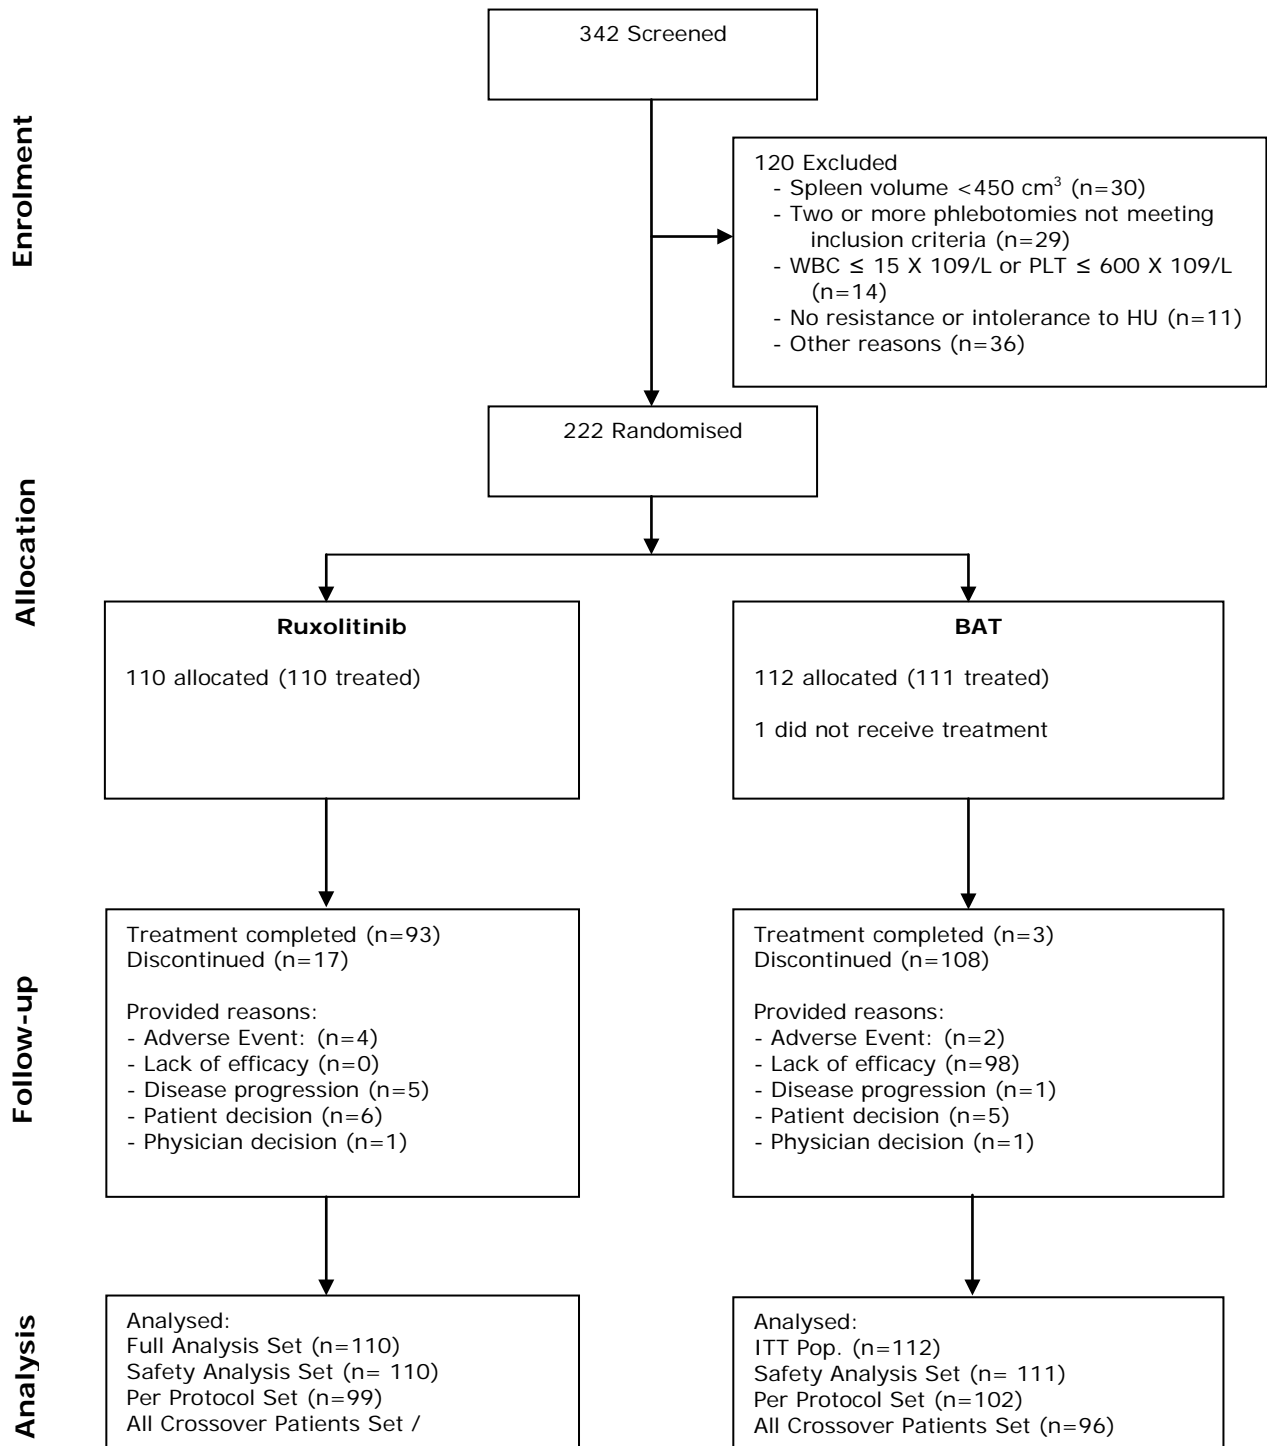 Enrolment
342 Screened
120 Excluded
- Spleen volume <450 cm³ (n=30)
- Two or more phlebotomies not meeting
inclusion criteria (n=29)
- WBC ≤ 15 X 109/L or PLT ≤ 600 X 109/L
(n=14)
- No resistance or intolerance to HU (n=11)
- Other reasons (n=36)
222 Randomised
Allocation
Ruxolitinib
110 allocated (110 treated)
BAT
112 allocated (111 treated)
1 did not receive treatment
Follow-up
Treatment completed (n=93)
Discontinued (n=17)
Provided reasons:
- Adverse Event: (n=4)
- Lack of efficacy (n=0)
- Disease progression (n=5)
- Patient decision (n=6)
- Physician decision (n=1)
Treatment completed (n=3)
Discontinued (n=108)
Provided reasons:
- Adverse Event: (n=2)
- Lack of efficacy (n=98)
- Disease progression (n=1)
- Patient decision (n=5)
- Physician decision (n=1)
Analysis
Analysed:
Full Analysis Set (n=110)
Safety Analysis Set (n= 110)
Per Protocol Set (n=99)
All Crossover Patients Set /
Analysed:
ITT Pop. (n=112)
Safety Analysis Set (n= 111)
Per Protocol Set (n=102)
All Crossover Patients Set (n=96)